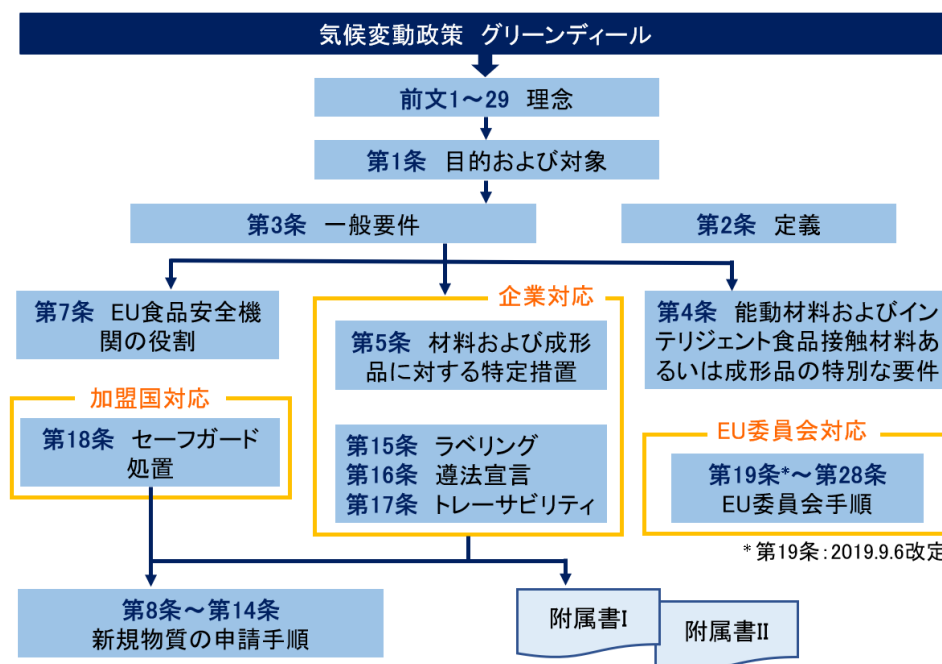 気候変動政策 グリーンディール
前文1～29 理念
第1条 目的および対象
第3条 一般要件
第2条 定義
第7条 EU食品安全機
関の役割
企業対応
第5条 材料および成形
品に対する特定措置
第4条 能動材料およびイン
テリジェント食品接触材料あ
るいは成形品の特別な要件
加盟国対応
第18条 セーフガード
処置
第15条 ラベリング
第16条 遵法宣言
第17条 トレーサビリティ
EU委員会対応
第19条*～第28条
EU委員会手順
*第19条：2019.9.6改定
第8条～第14条
新規物質の申請手順
附属書I
附属書II